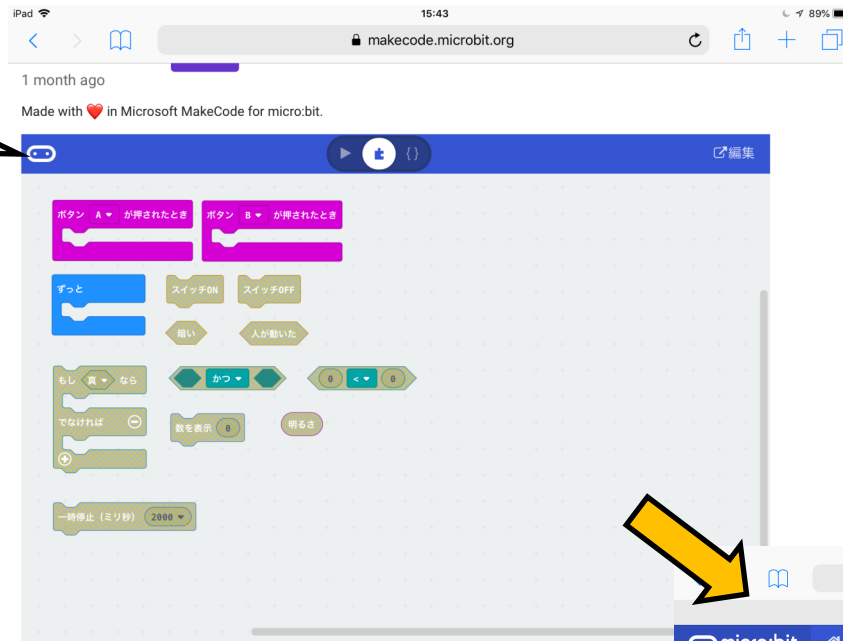 iPad 15:43 89%
makecode.microbit.org
1 month ago
Made with ❤️ in Microsoft MakeCode for micro:bit.
{ } 編集
ボタン A ▼ が押されたとき ボタン B ▼ が押されたとき
ずっと スイッチON スイッチOFF
暗い 人が動いた
もし 真 ▼ なら かつ ▼ 0 < ▼ 0
でなければ 数を表示 0 明るさ
一時停止 (ミリ秒) 2000 ▼
micro:bit